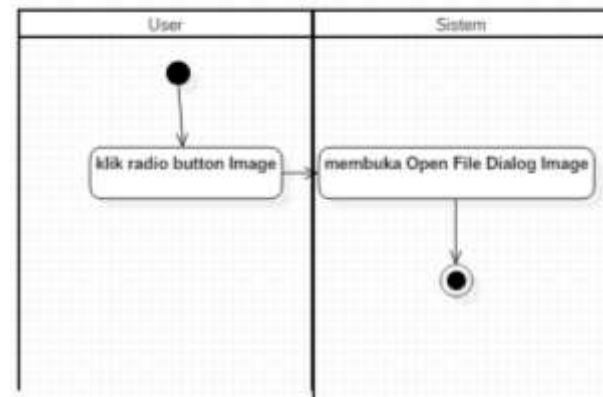 User
Sistem
klik radio button Image
membuka Open File Dialog Image